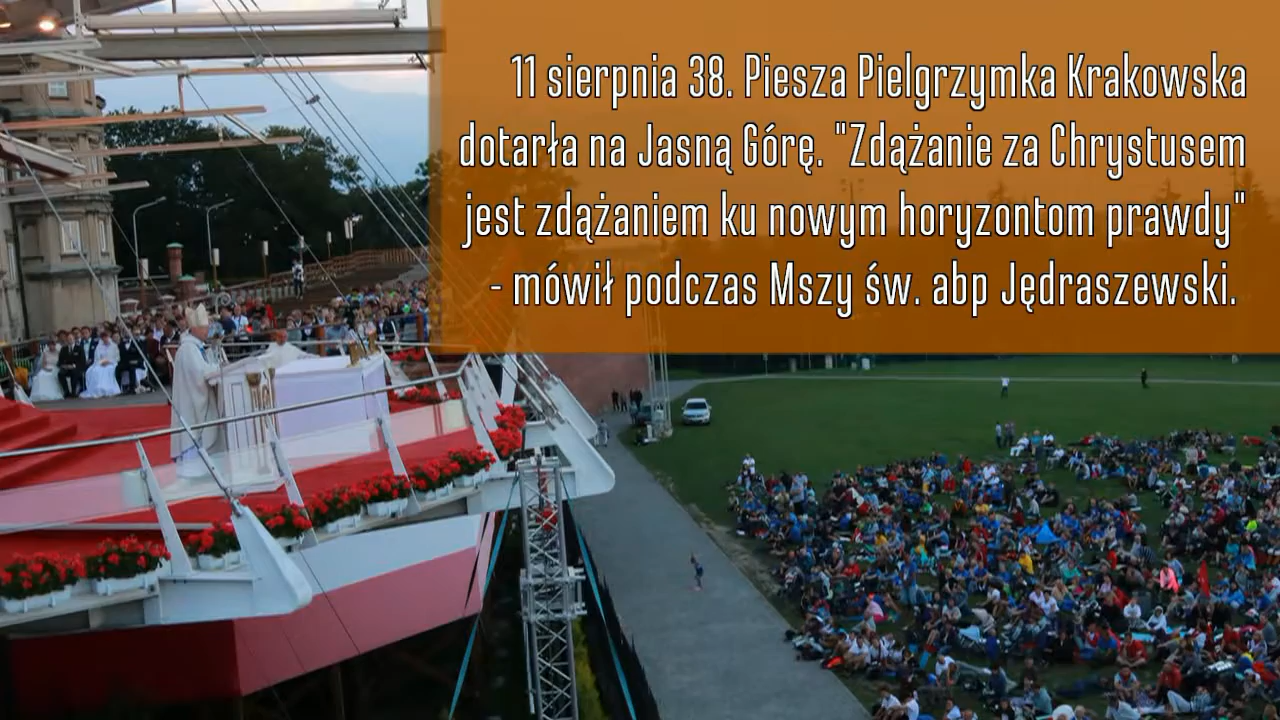 11 sierpnia 38. Piesza Pielgrzymka Krakowska
dotarła na Jasną Górę. "Zdążanie za Chrystusem
jest zdążaniem ku nowym horyzontom prawdy"
- mówił podczas Mszy św. abp Jędraszewski.